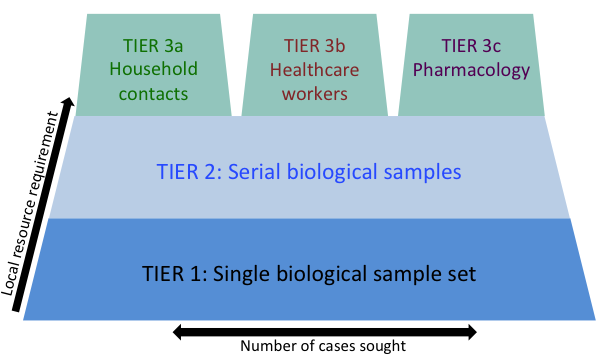 TIER 3a
Household
contacts
TIER 3b
Healthcare
workers
TIER 3c
Pharmacology
Local resource requirement
TIER 2: Serial biological samples
TIER 1: Single biological sample set
Number of cases sought